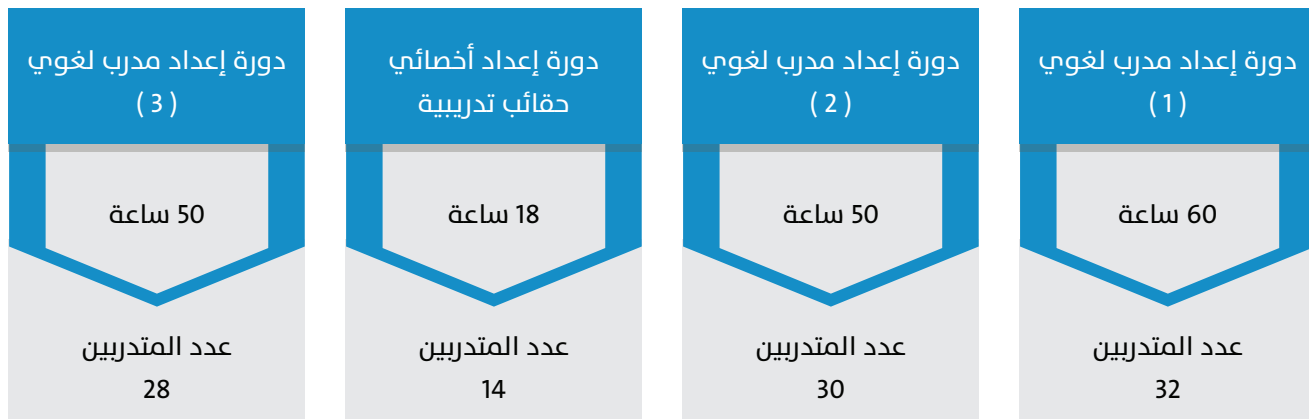 دورة إعداد مدرب لغوي
( 1 )
60 ساعة
عدد المتدربين
32
دورة إعداد مدرب لغوي
( 2 )
50 ساعة
عدد المتدربين
30
دورة إعداد أخصائي
حقائب تدريبية
18 ساعة
عدد المتدربين
14
دورة إعداد مدرب لغوي
( 3 )
50 ساعة
عدد المتدربين
28